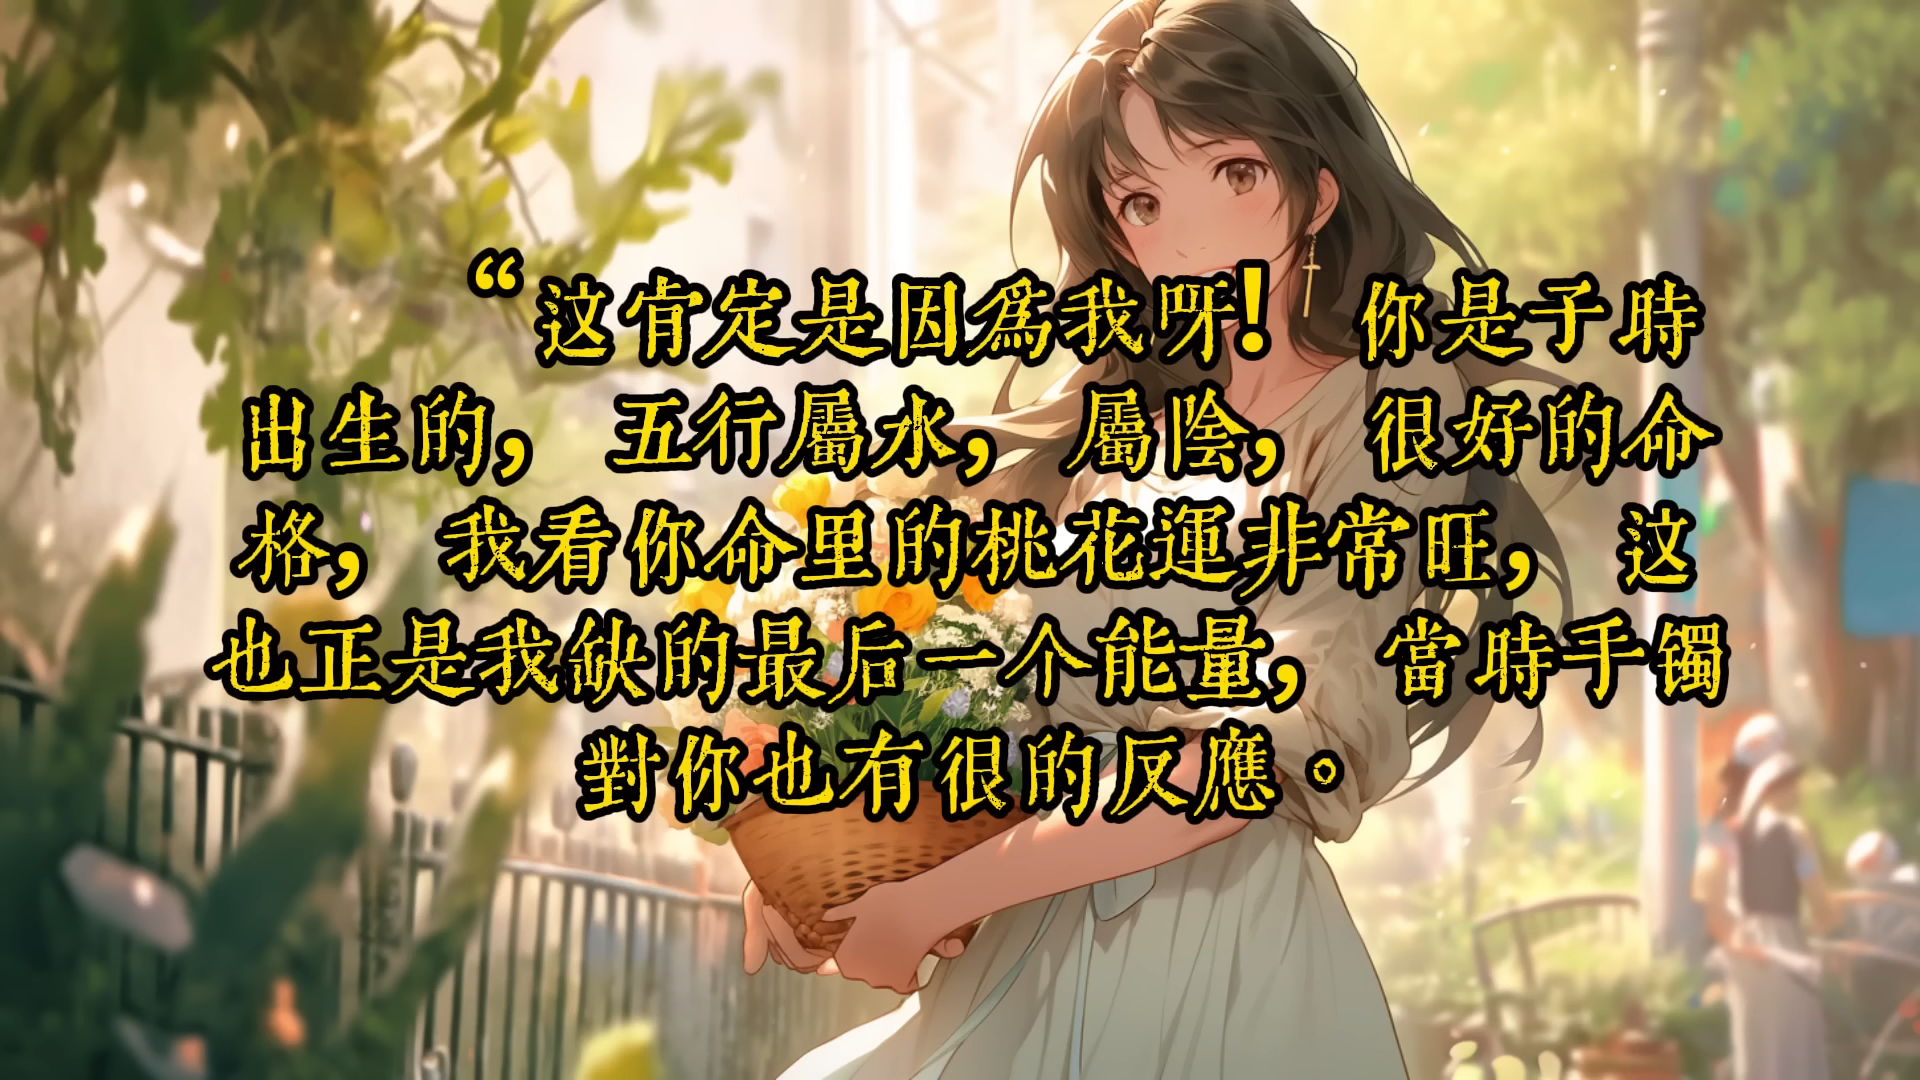 “这肯定是因為我呀! 你是子時
出生的, 五行屬水, 屬陰, 很好的命
格, 我看你命里的桃花運非常旺, 这
也正是我缺的最后一个能量, 當時手镯
對你也有很的反應。